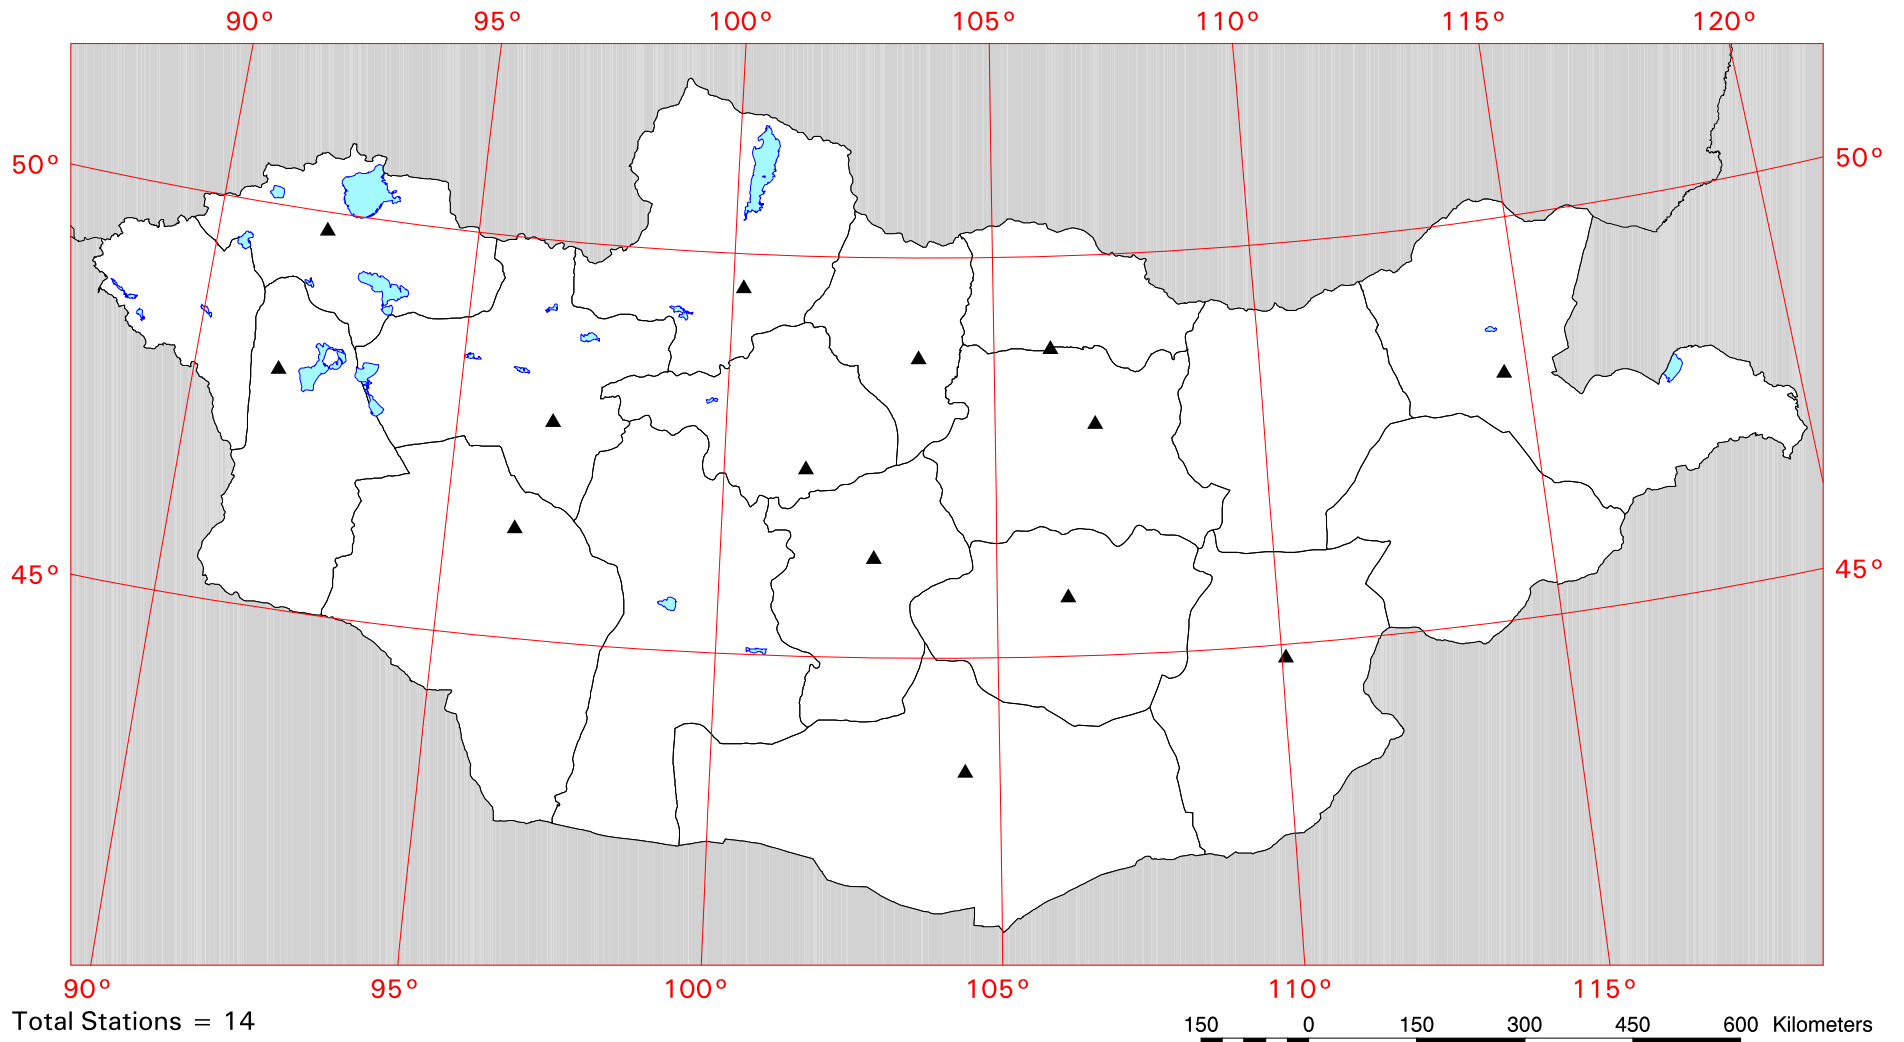 90° 95° 100° 105° 110° 115° 120°
50° 50°
45° 45°
90° 95° 100° 105° 110° 115°
Total Stations = 14
150 0 150 300 450 600 Kilometers